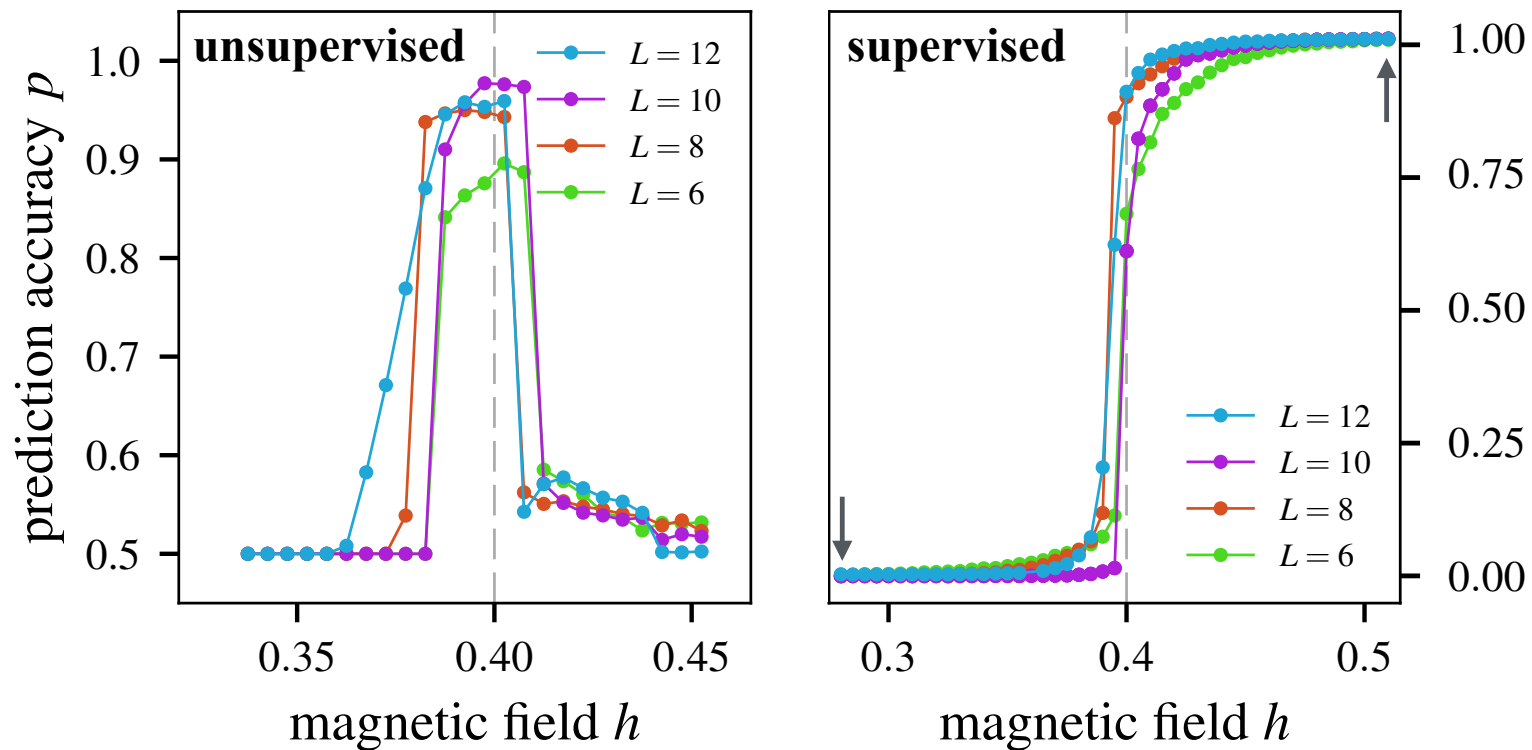 unsupervised
L = 12
L = 10
L = 8
L = 6
prediction accuracy p
1.0
0.9
0.8
0.7
0.6
0.5
0.35
0.40
0.45
magnetic field h
supervised
L = 12
L = 10
L = 8
L = 6
1.00
0.75
0.50
0.25
0.00
0.3
0.4
0.5
magnetic field h